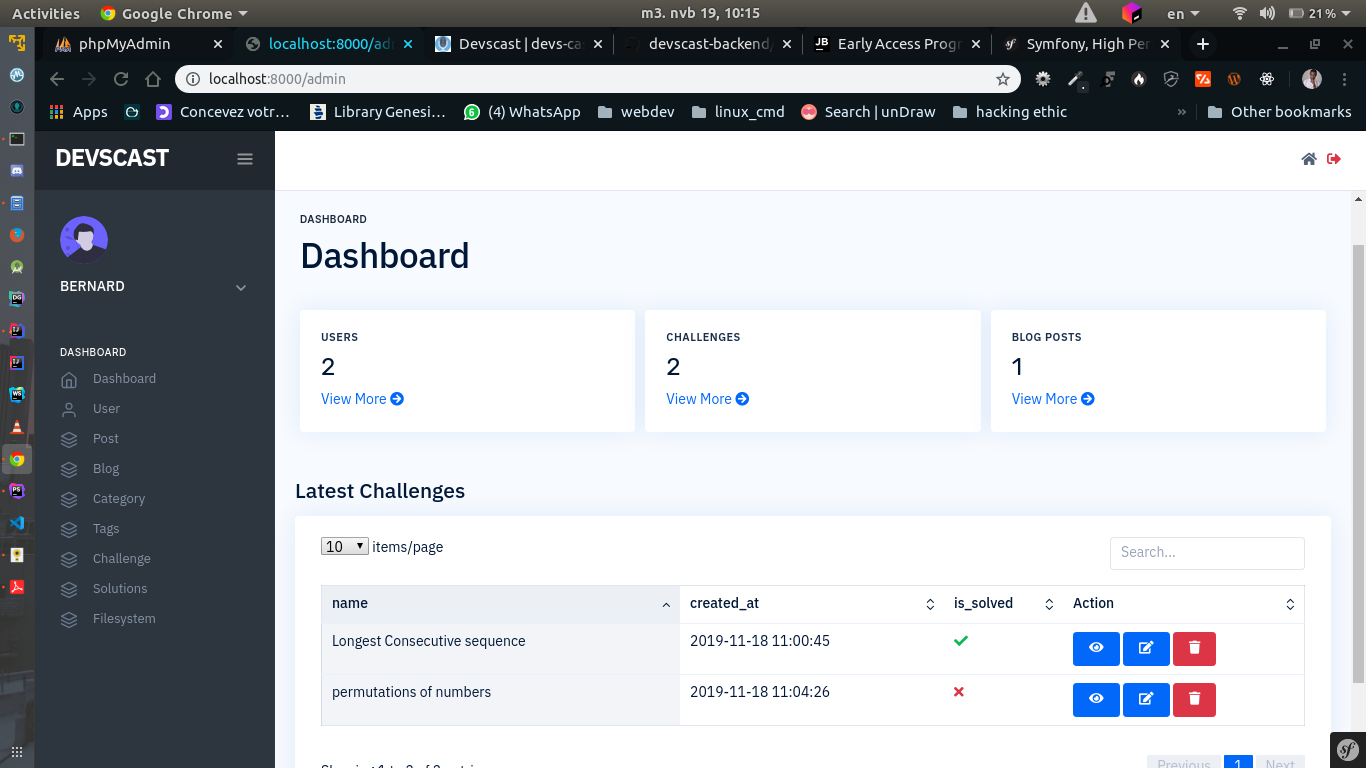 Activities Google Chrome m3. nvb 19, 10:15 en 21 %
phpMyAdmin localhost:8000/ad Devscast | devs-ca devscast-backend/ Early Access Prog Symfony, High Per
localhost:8000/admin
Apps Concevez votr… Library Genesi… (4) WhatsApp webdev linux_cmd Search | unDraw hacking ethic » Other bookmarks
DEVSCAST
BERNARD
DASHBOARD
Dashboard
User
Post
Blog
Category
Tags
Challenge
Solutions
Filesystem
DASHBOARD
Dashboard
USERS
2
View More
CHALLENGES
2
View More
BLOG POSTS
1
View More
Latest Challenges
10 items/page Search...
name created_at is_solved Action
Longest Consecutive sequence 2019-11-18 11:00:45
permutations of numbers 2019-11-18 11:04:26
Previous 1 Next